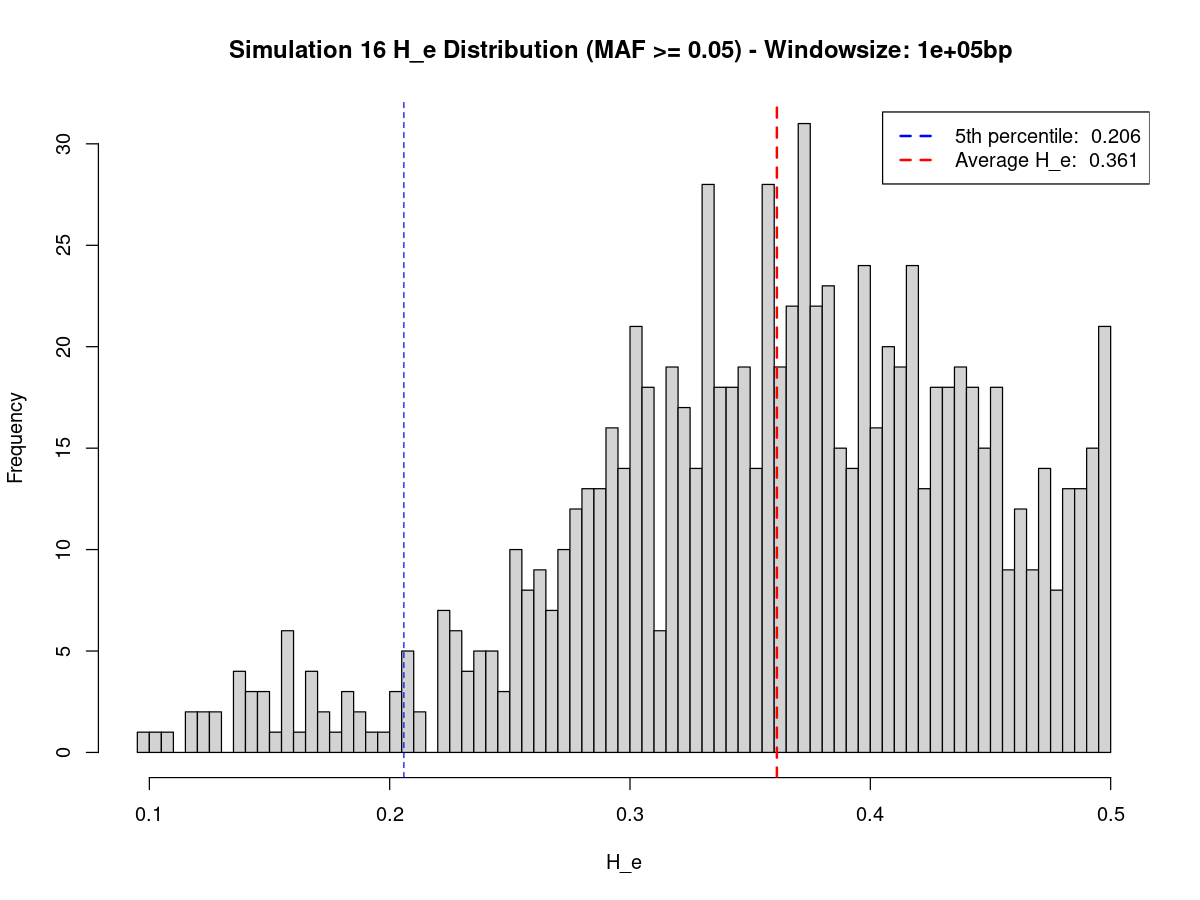 Simulation 16 H_e Distribution (MAF >= 0.05) - Windowsize: 1e+05bp
5th percentile: 0.206
Average H_e: 0.361
Frequency
30
25
20
15
10
5
0
0.1 0.2 0.3 0.4 0.5
H_e